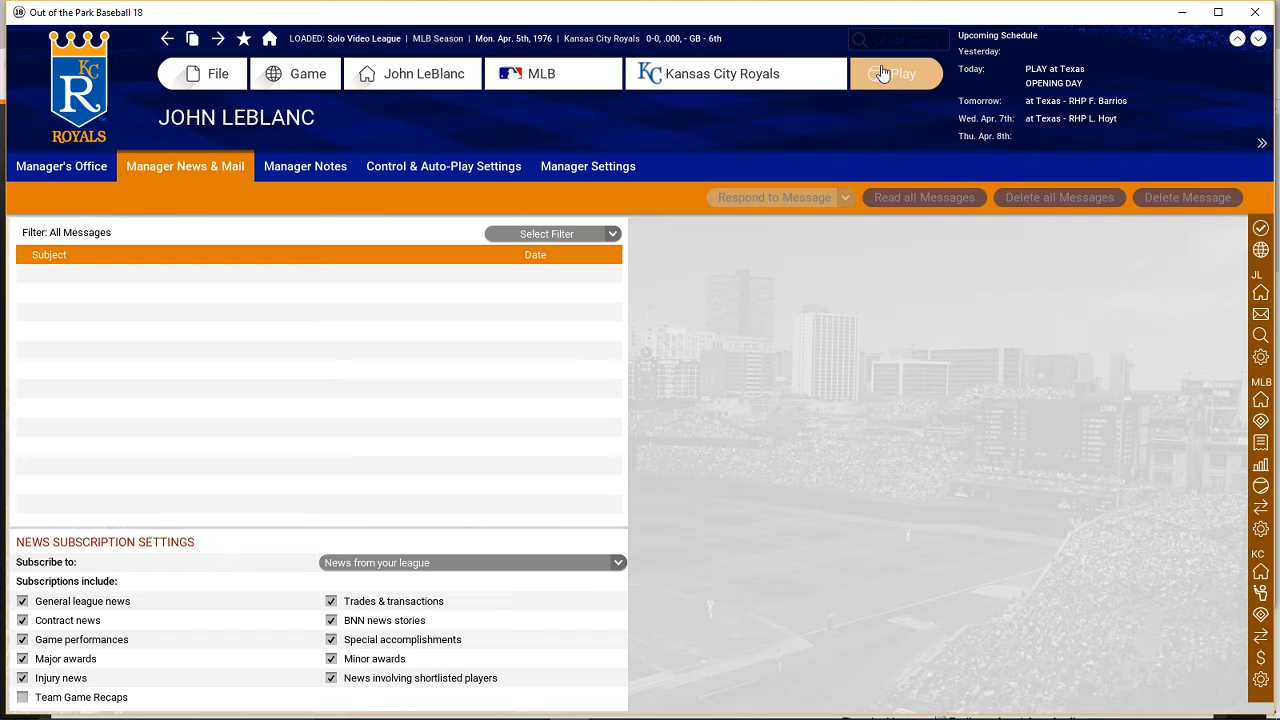 Out of the Park Baseball 18
LOADED: Solo Video League | MLB Season | Mon. Apr. 5th, 1976 | Kansas City Royals 0-0, .000, - GB - 6th
File Game John LeBlanc MLB Kansas City Royals Play
KC
R
ROYALS
JOHN LEBLANC
Upcoming Schedule
Yesterday:
Today: PLAY at Texas
OPENING DAY
Tomorrow: at Texas - RHP F. Barrios
Wed. Apr. 7th: at Texas - RHP L. Hoyt
Thu. Apr. 8th:
Manager's Office Manager News & Mail Manager Notes Control & Auto-Play Settings Manager Settings
Respond to Message Read all Messages Delete all Messages Delete Message
Filter: All Messages Select Filter
Subject Date
NEWS SUBSCRIPTION SETTINGS
Subscribe to: News from your league
Subscriptions include:
General league news Trades & transactions
Contract news BNN news stories
Game performances Special accomplishments
Major awards Minor awards
Injury news News involving shortlisted players
Team Game Recaps
JL
MLB
KC
$